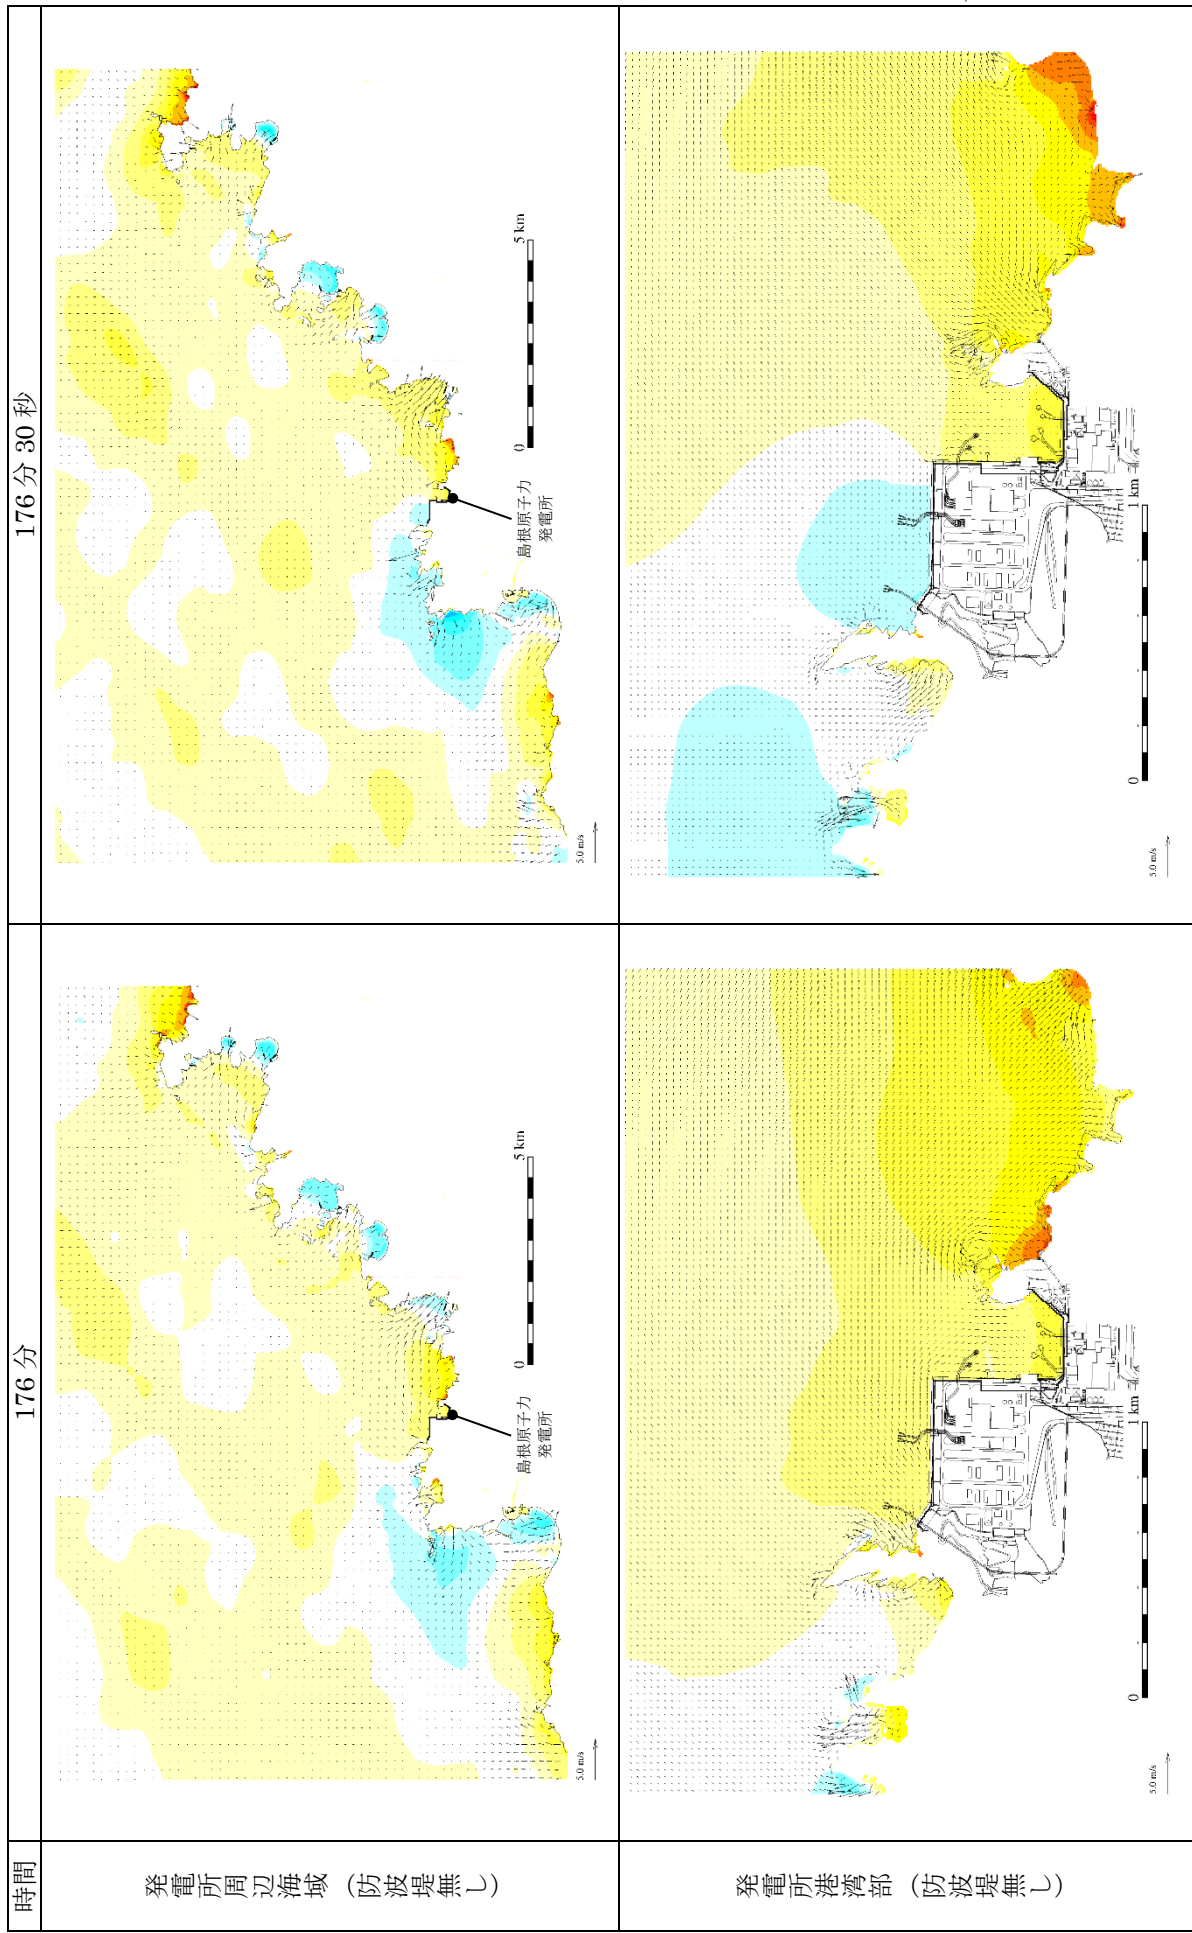 時間
176分
176分30秒
発電所周辺海域（防波堤無し）
島根原子力
発電所
0
5 km
5.0 m/s
島根原子力
発電所
0
5 km
5.0 m/s
発電所港湾部（防波堤無し）
0
1 km
5.0 m/s
0
1 km
5.0 m/s